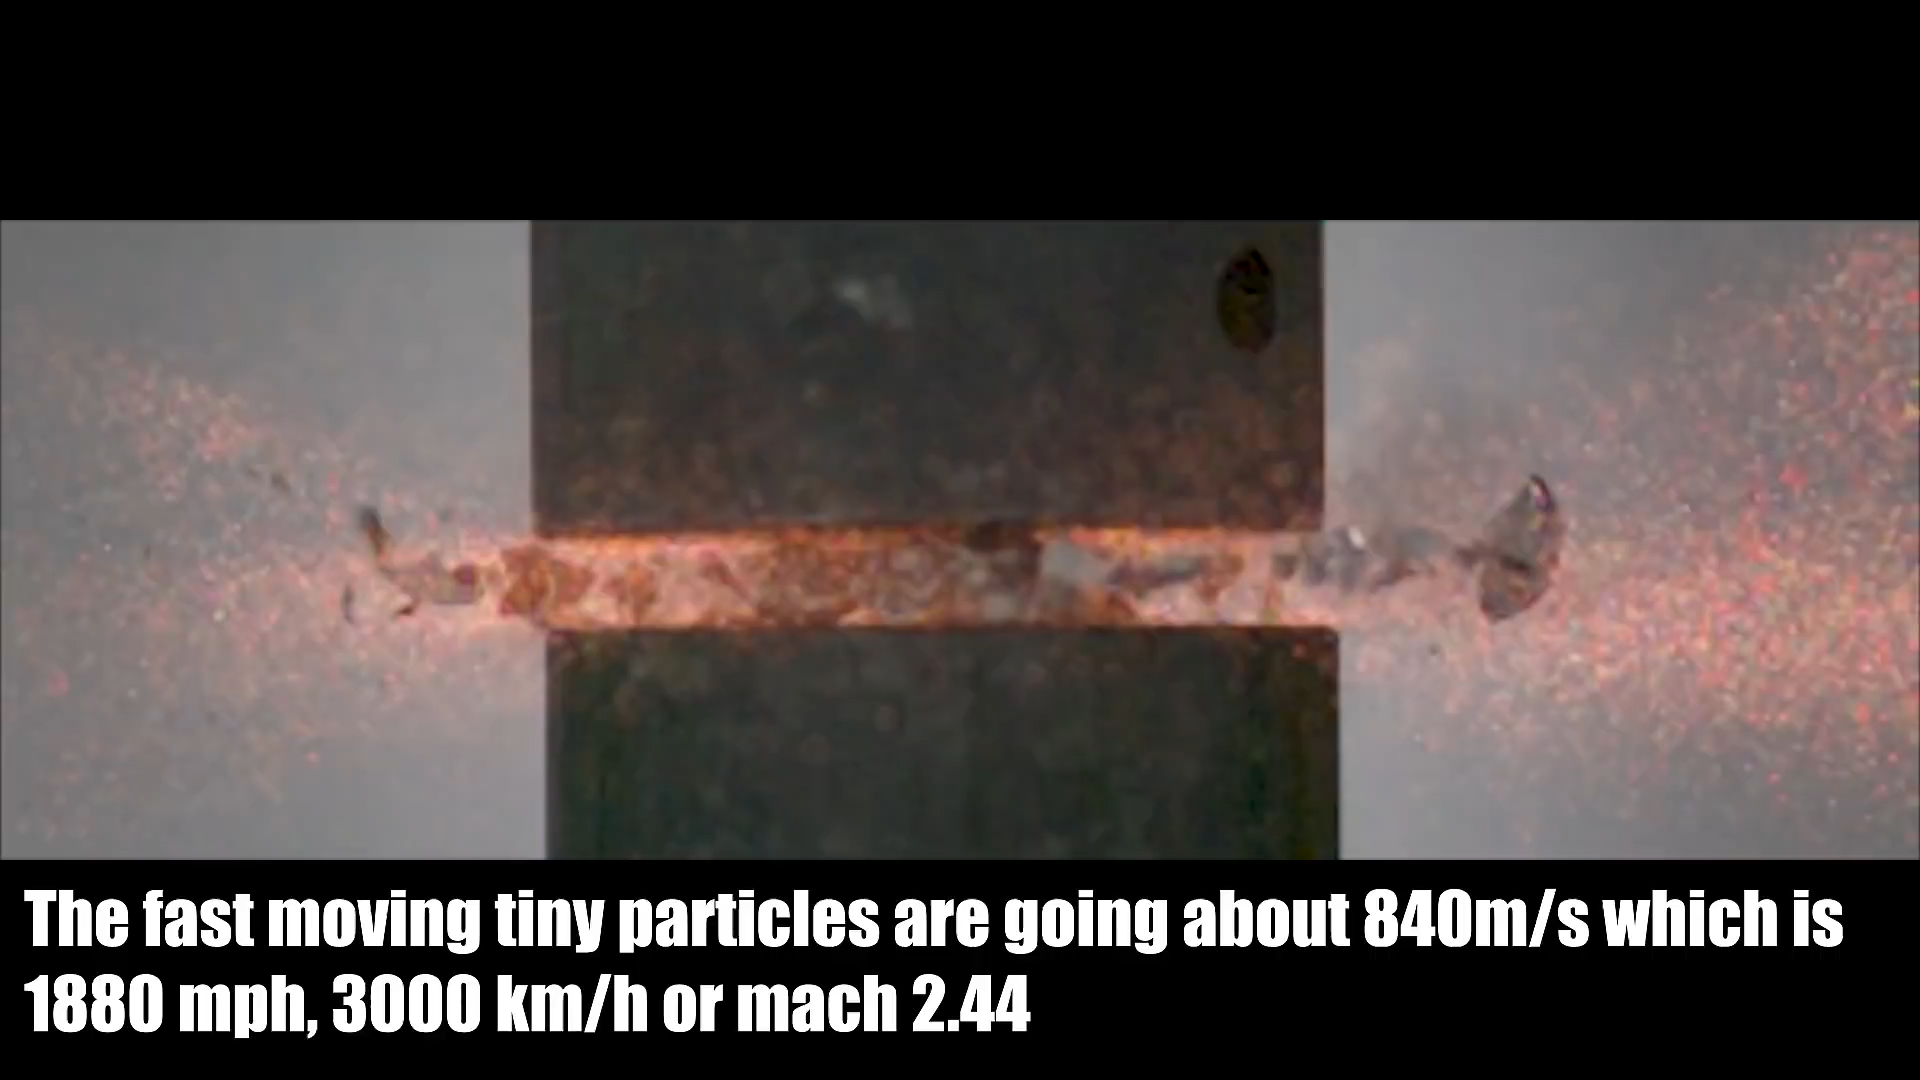 The fast moving tiny particles are going about 840m/s which is
1880 mph, 3000 km/h or mach 2.44